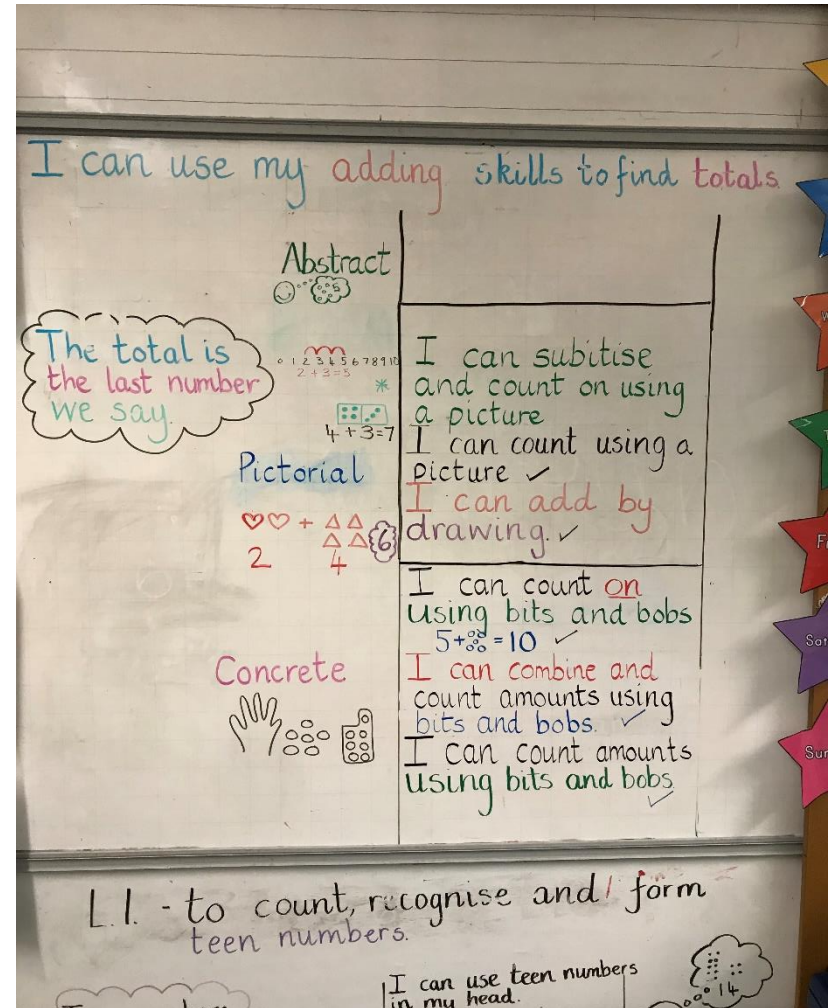 I can use my adding skills to find totals
Abstract
5
The total is
the last number
we say.
0 1 2 3 4 5 6 7 8 9 10
2 + 3 = 5
*
4 + 3 = 7
Pictorial
+
6
2 4
Concrete
I can subitise
and count on using
a picture
I can count using a
picture ✓
I can add by
drawing. ✓
I can count on
using bits and bobs
5+ = 10 ✓
I can combine and
count amounts using
bits and bobs. ✓
I can count amounts
using bits and bobs
✓
L.I. - to count, recognise and form
teen numbers.
I can use teen numbers
in my head.
14